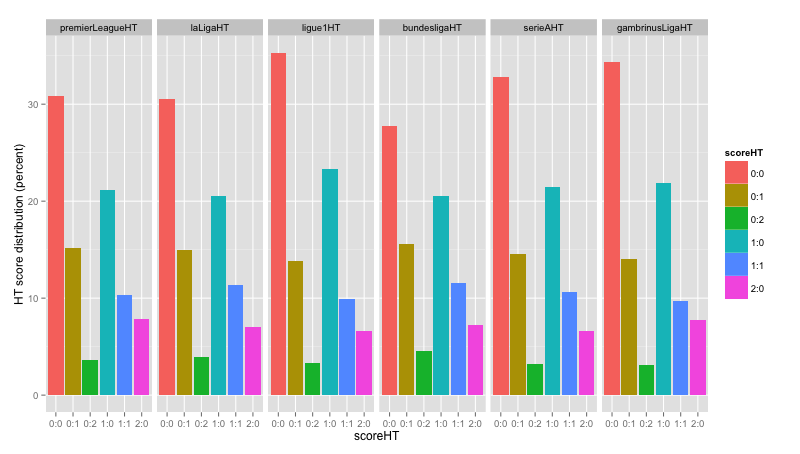 premierLeagueHT laLigaHT ligue1HT bundesligaHT serieAHT gambrinusLigaHT
HT score distribution (percent)
30
20
10
0
0:0 0:1 0:2 1:0 1:1 2:0 0:0 0:1 0:2 1:0 1:1 2:0 0:0 0:1 0:2 1:0 1:1 2:0 0:0 0:1 0:2 1:0 1:1 2:0 0:0 0:1 0:2 1:0 1:1 2:0 0:0 0:1 0:2 1:0 1:1 2:0
scoreHT
scoreHT
0:0
0:1
0:2
1:0
1:1
2:0